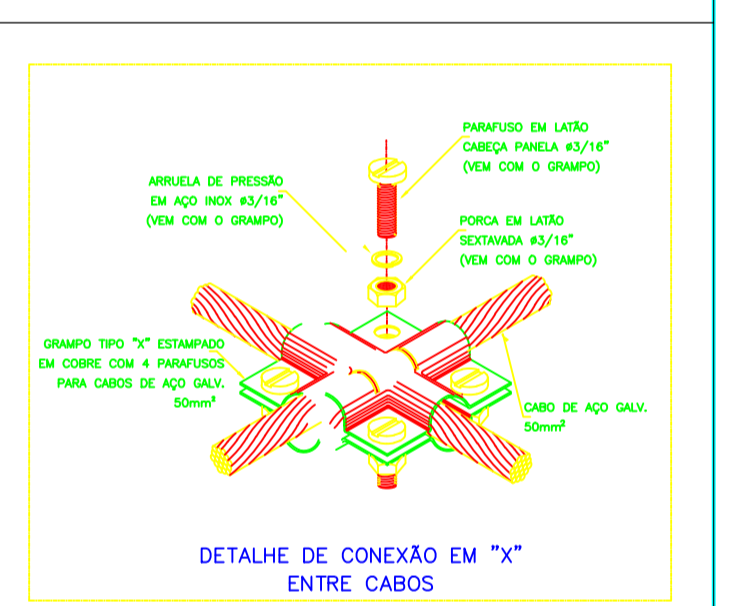 PARAFUSO EM LATÃO
CABEÇA PANELA ø3/16"
(VEM COM O GRAMPO)
ARRUELA DE PRESSÃO
EM AÇO INOX ø3/16"
(VEM COM O GRAMPO)
PORCA EM LATÃO
SEXTAVADA ø3/16"
(VEM COM O GRAMPO)
GRAMPO TIPO "X" ESTAMPADO
EM COBRE COM 4 PARAFUSOS
PARA CABOS DE AÇO GALV.
50mm²
CABO DE AÇO GALV.
50mm²
DETALHE DE CONEXÃO EM "X"
ENTRE CABOS